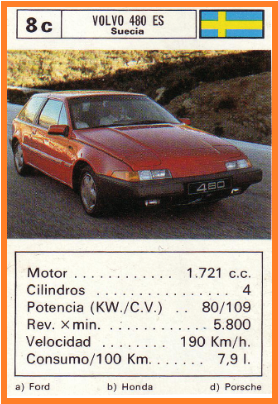 8c
VOLVO 480 ES
Suecia
480
Motor ........... 1.721 c.c.
Cilindros ................ 4
Potencia (KW./C.V.) .. 80/109
Rev. × min. ........... 5.800
Velocidad ....... 190 Km/h.
Consumo/100 Km. ...... 7,9 l.
a) Ford b) Honda d) Porsche